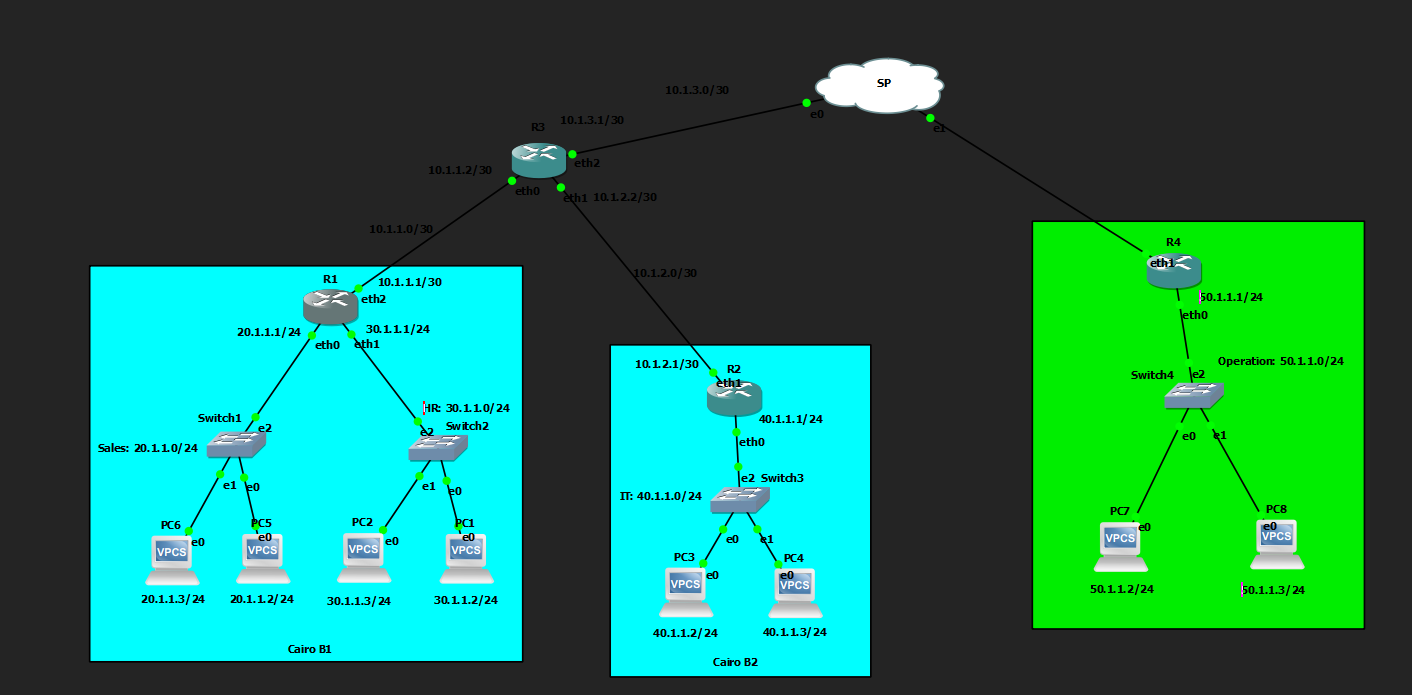 SP
10.1.3.0/30
e0
e1
R3
10.1.3.1/30
eth2
10.1.1.2/30
eth0
eth1
10.1.2.2/30
10.1.1.0/30
10.1.2.0/30
R1
10.1.1.1/30
eth2
20.1.1.1/24
30.1.1.1/24
eth0
eth1
Switch1
e2
Sales: 20.1.1.0/24
e1
e0
HR: 30.1.1.0/24
e2
Switch2
e1
e0
PC6
e0
VPCS
20.1.1.3/24
PC5
e0
VPCS
20.1.1.2/24
PC2
e0
VPCS
30.1.1.3/24
PC1
e0
VPCS
30.1.1.2/24
Cairo B1
10.1.2.1/30
R2
eth1
40.1.1.1/24
eth0
e2
Switch3
IT: 40.1.1.0/24
e0
e1
PC3
e0
VPCS
40.1.1.2/24
PC4
e0
VPCS
40.1.1.3/24
Cairo B2
R4
eth1
50.1.1.1/24
eth0
Operation: 50.1.1.0/24
Switch4
e2
e0
e1
PC7
e0
VPCS
50.1.1.2/24
PC8
e0
VPCS
50.1.1.3/24